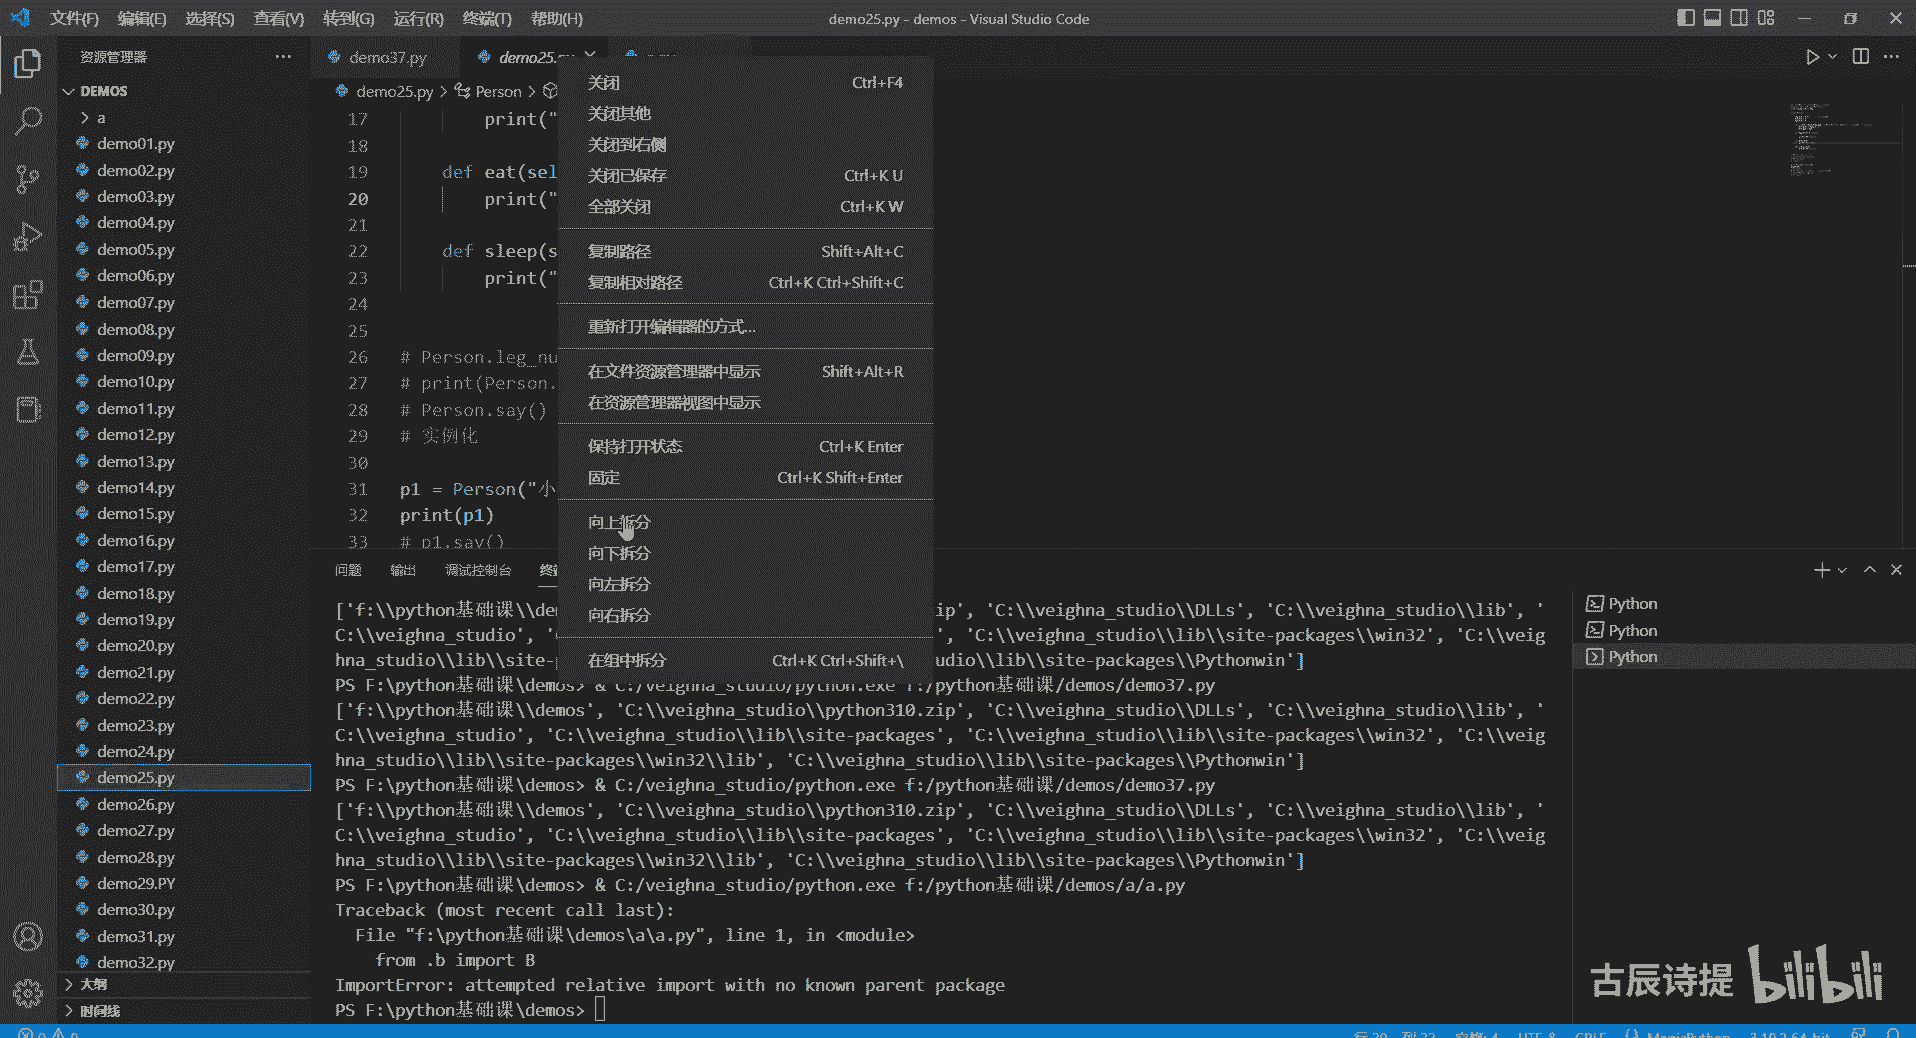 文件(F) 编辑(E) 选择(S) 查看(V) 转到(G) 运行(R) 终端(T) 帮助(H)
demo25.py - demos - Visual Studio Code
资源管理器
DEMOS
a
demo01.py
demo02.py
demo03.py
demo04.py
demo05.py
demo06.py
demo07.py
demo08.py
demo09.py
demo10.py
demo11.py
demo12.py
demo13.py
demo14.py
demo15.py
demo16.py
demo17.py
demo18.py
demo19.py
demo20.py
demo21.py
demo22.py
demo23.py
demo24.py
demo25.py
demo26.py
demo27.py
demo28.py
demo29.PY
demo30.py
demo31.py
demo32.py
大纲
时间线
demo37.py demo25.
demo25.py > Person >
17 print("
18
19 def eat(sel
20 print("
21
22 def sleep(s
23 print("
24
25
26 # Person.leg_nu
27 # print(Person.
28 # Person.say()
29 # 实例化
30
31 p1 = Person("小
32 print(p1)
33 # p1.say()
关闭 Ctrl+F4
关闭其他
关闭到右侧
关闭已保存 Ctrl+K U
全部关闭 Ctrl+K W
复制路径 Shift+Alt+C
复制相对路径 Ctrl+K Ctrl+Shift+C
重新打开编辑器的方式...
在文件资源管理器中显示 Shift+Alt+R
在资源管理器视图中显示
保持打开状态 Ctrl+K Enter
固定 Ctrl+K Shift+Enter
向上拆分
向下拆分
向左拆分
向右拆分
在组中拆分 Ctrl+K Ctrl+Shift+\
问题 输出 调试控制台
['f:\\python基础课\\de .zip', 'C:\\veighna_studio\\DLLs', 'C:\\veighna_studio\\lib', '
C:\\veighna_studio', ' ', 'C:\\veighna_studio\\lib\\site-packages\\win32', 'C:\\veig
hna_studio\\lib\\site- udio\\lib\\site-packages\\Pythonwin']
PS F:\python基础课\demos> & C:/veighna_studio/python.exe f:/python基础课/demos/demo37.py
['f:\\python基础课\\demos', 'C:\\veighna_studio\\python310.zip', 'C:\\veighna_studio\\DLLs', 'C:\\veighna_studio\\lib', '
C:\\veighna_studio', 'C:\\veighna_studio\\lib\\site-packages', 'C:\\veighna_studio\\lib\\site-packages\\win32', 'C:\\veig
hna_studio\\lib\\site-packages\\win32\\lib', 'C:\\veighna_studio\\lib\\site-packages\\Pythonwin']
PS F:\python基础课\demos> & C:/veighna_studio/python.exe f:/python基础课/demos/demo37.py
['f:\\python基础课\\demos', 'C:\\veighna_studio\\python310.zip', 'C:\\veighna_studio\\DLLs', 'C:\\veighna_studio\\lib', '
C:\\veighna_studio', 'C:\\veighna_studio\\lib\\site-packages', 'C:\\veighna_studio\\lib\\site-packages\\win32', 'C:\\veig
hna_studio\\lib\\site-packages\\win32\\lib', 'C:\\veighna_studio\\lib\\site-packages\\Pythonwin']
PS F:\python基础课\demos> & C:/veighna_studio/python.exe f:/python基础课/demos/a/a.py
Traceback (most recent call last):
File "f:\python基础课\demos\a\a.py", line 1, in <module>
from .b import B
ImportError: attempted relative import with no known parent package
PS F:\python基础课\demos>
Python
Python
Python
古辰诗提 bilibili